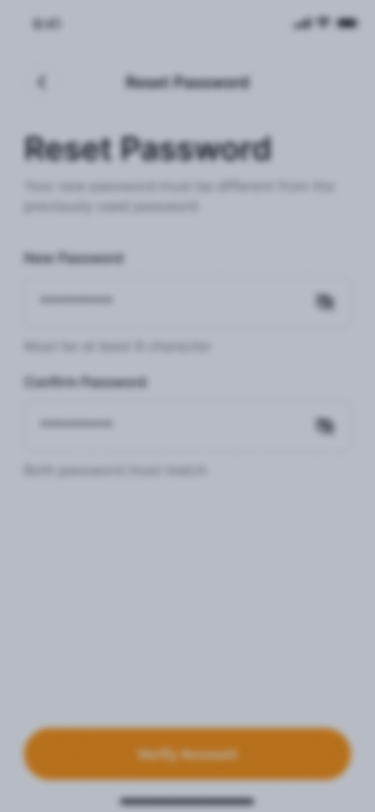 9:41
Reset Password
Reset Password
Your new password must be different from the
previously used password
New Password
Must be at least 8 character
Confirm Password
Both password must match
Verify Account